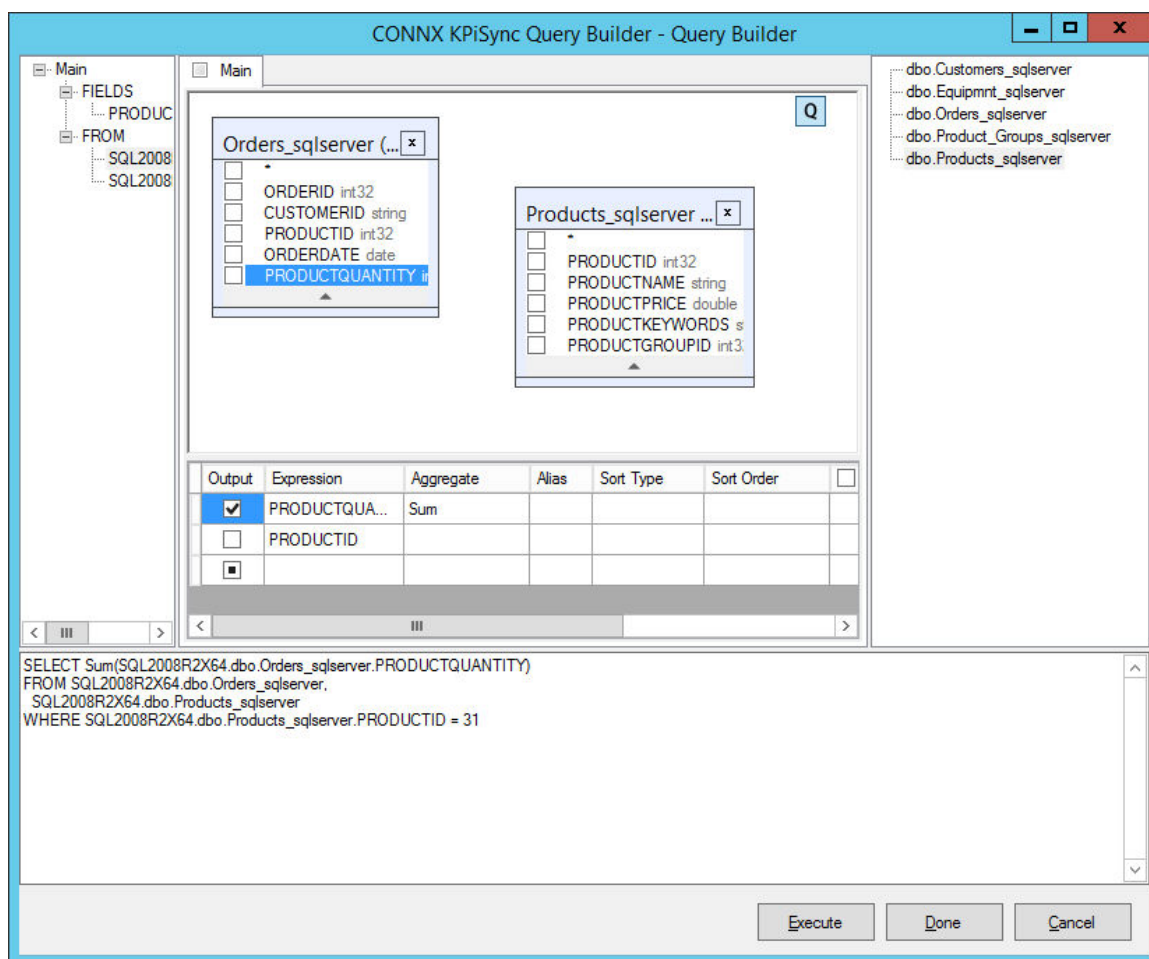 CONNX KPiSync Query Builder - Query Builder
X
Main
FIELDS
PRODUC
FROM
SQL2008
SQL2008
Main
Q
Orders_sqlserver (... x
*
ORDERID int32
CUSTOMERID string
PRODUCTID int32
ORDERDATE date
PRODUCTQUANTITY in
Products_sqlserver ... x
*
PRODUCTID int32
PRODUCTNAME string
PRODUCTPRICE double
PRODUCTKEYWORDS s
PRODUCTGROUPID int3
dbo.Customers_sqlserver
dbo.Equipmnt_sqlserver
dbo.Orders_sqlserver
dbo.Product_Groups_sqlserver
dbo.Products_sqlserver
Output Expression Aggregate Alias Sort Type Sort Order
PRODUCTQUA... Sum
PRODUCTID
SELECT Sum(SQL2008R2X64.dbo.Orders_sqlserver.PRODUCTQUANTITY)
FROM SQL2008R2X64.dbo.Orders_sqlserver,
SQL2008R2X64.dbo.Products_sqlserver
WHERE SQL2008R2X64.dbo.Products_sqlserver.PRODUCTID = 31
Execute Done Cancel